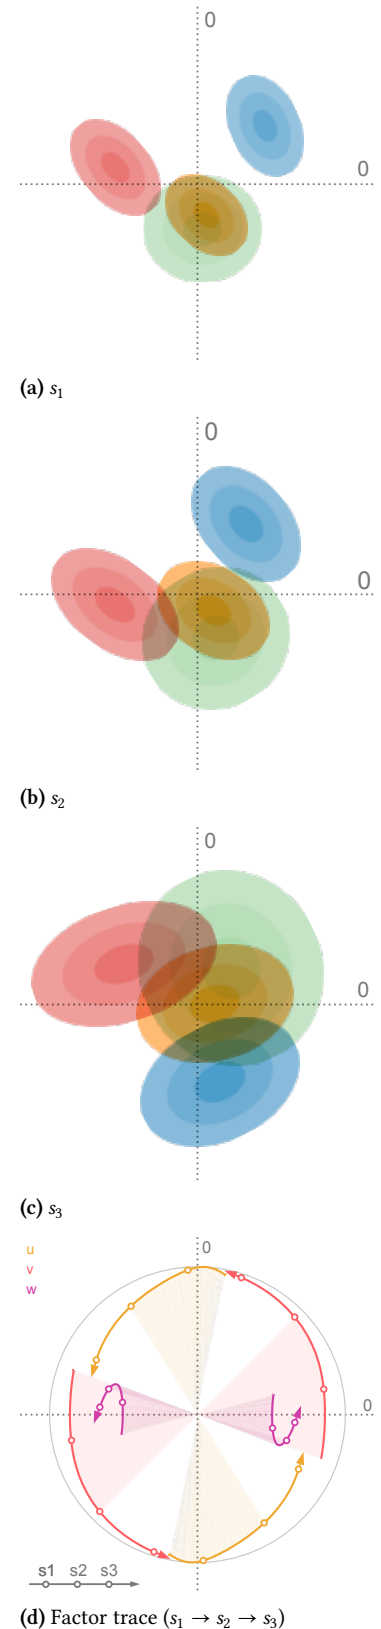 0
0
(a) s₁
0
0
(b) s₂
0
0
(c) s₃
u
v
w
0
0
s1 s2 s3
(d) Factor trace (s₁ → s₂ → s₃)